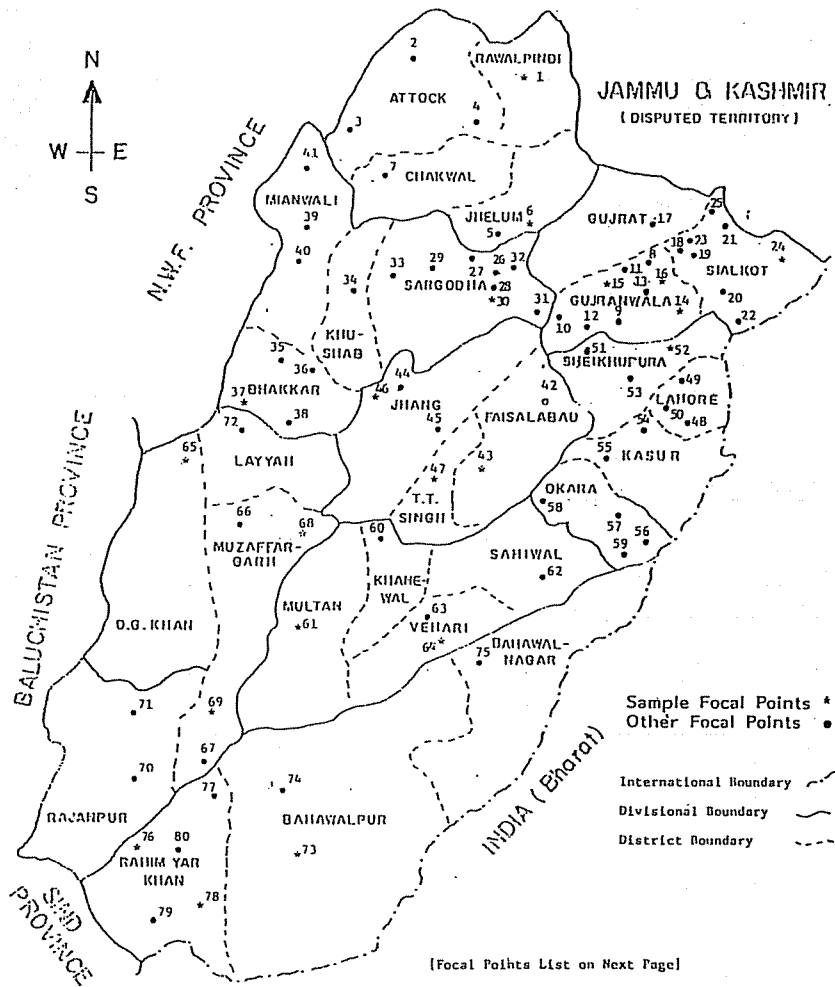 N
W E
S
JAMMU & KASHMIR
(DISPUTED TERRITORY)
N.W.F. PROVINCE
BALUCHISTAN PROVINCE
SIND PROVINCE
INDIA (Bharat)
2
RAWALPINDI
1
ATTOCK
3
4
41
7
CHAKWAL
MIANWALI
39
JHELUM
6
5
GUJRAT
17
25
21
24
18
23
19
SIALKOT
40
33
29
27
26
32
SARGODHA
28
30
34
8
11
15
13
16
GUJRANWALA
14
20
22
31
10
12
9
KHU-
SHAB
35
36
BHAKKAR
37
38
51
SHEIKHUPURA
52
53
49
LAHORE
50
48
44
46
JHANG
45
42
FAISALABAD
54
55
KASUR
72
LAYYAH
65
47
43
T.T.
SINGH
OKARA
58
57
56
59
66
68
MUZAFFAR-
GARH
60
SAHIWAL
62
KHANE-
WAL
D.G. KHAN
MULTAN
61
63
VEHARI
64
BAHAWAL-
NAGAR
75
71
69
70
67
RAJANPUR
77
74
BAHAWALPUR
73
76
80
RAHIM YAR
KHAN
78
79
Sample Focal Points *
Other Focal Points ●
International Boundary
Divisional Boundary
District Boundary
[Focal Points List on Next Page]